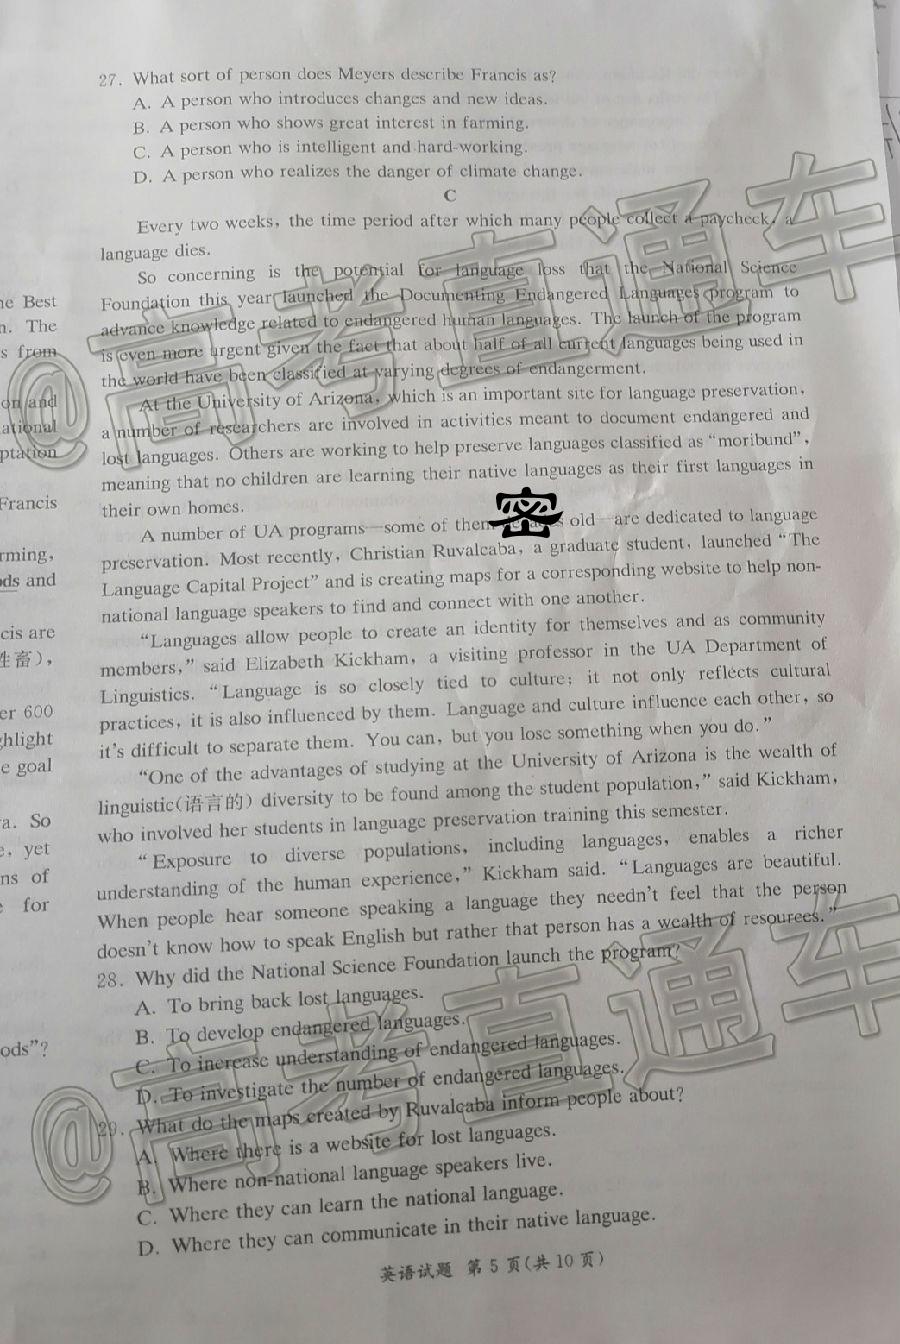 27. What sort of person does Meyers describe Francis as?
A. A person who introduces changes and new ideas.
B. A person who shows great interest in farming.
C. A person who is intelligent and hard-working.
D. A person who realizes the danger of climate change.
C
Every two weeks, the time period after which many people collect a paycheck, a
language dies.
So concerning is the potential for language loss that the National Science
Foundation this year launched the Documenting Endangered Languages program to
advance knowledge related to endangered human languages. The launch of the program
is even more urgent given the fact that about half of all current languages being used in
the world have been classified at varying degrees of endangerment.
At the University of Arizona, which is an important site for language preservation,
a number of researchers are involved in activities meant to document endangered and
lost languages. Others are working to help preserve languages classified as “moribund”,
meaning that no children are learning their native languages as their first languages in
their own homes.
A number of UA programs—some of them old—are dedicated to language
preservation. Most recently, Christian Ruvalcaba, a graduate student, launched “The
Language Capital Project” and is creating maps for a corresponding website to help non-
national language speakers to find and connect with one another.
“Languages allow people to create an identity for themselves and as community
members,” said Elizabeth Kickham, a visiting professor in the UA Department of
Linguistics. “Language is so closely tied to culture; it not only reflects cultural
practices, it is also influenced by them. Language and culture influence each other, so
it's difficult to separate them. You can, but you lose something when you do.”
“One of the advantages of studying at the University of Arizona is the wealth of
linguistic(语言的) diversity to be found among the student population,” said Kickham,
who involved her students in language preservation training this semester.
“Exposure to diverse populations, including languages, enables a richer
understanding of the human experience,” Kickham said. “Languages are beautiful.
When people hear someone speaking a language they needn't feel that the person
doesn't know how to speak English but rather that person has a wealth of resources.”
28. Why did the National Science Foundation launch the program?
A. To bring back lost languages.
B. To develop endangered languages.
C. To increase understanding of endangered languages.
D. To investigate the number of endangered languages.
29. What do the maps created by Ruvalcaba inform people about?
A. Where there is a website for lost languages.
B. Where non-national language speakers live.
C. Where they can learn the national language.
D. Where they can communicate in their native language.
英语试题 第5页(共10页)
he Best
n. The
s from
on and
ational
ptation
Francis
rming,
ods and
cis are
性畜),
er 600
ghlight
e goal
a. So
e, yet
ns of
e for
ods”?
密
@高考直通车
@高考直通车